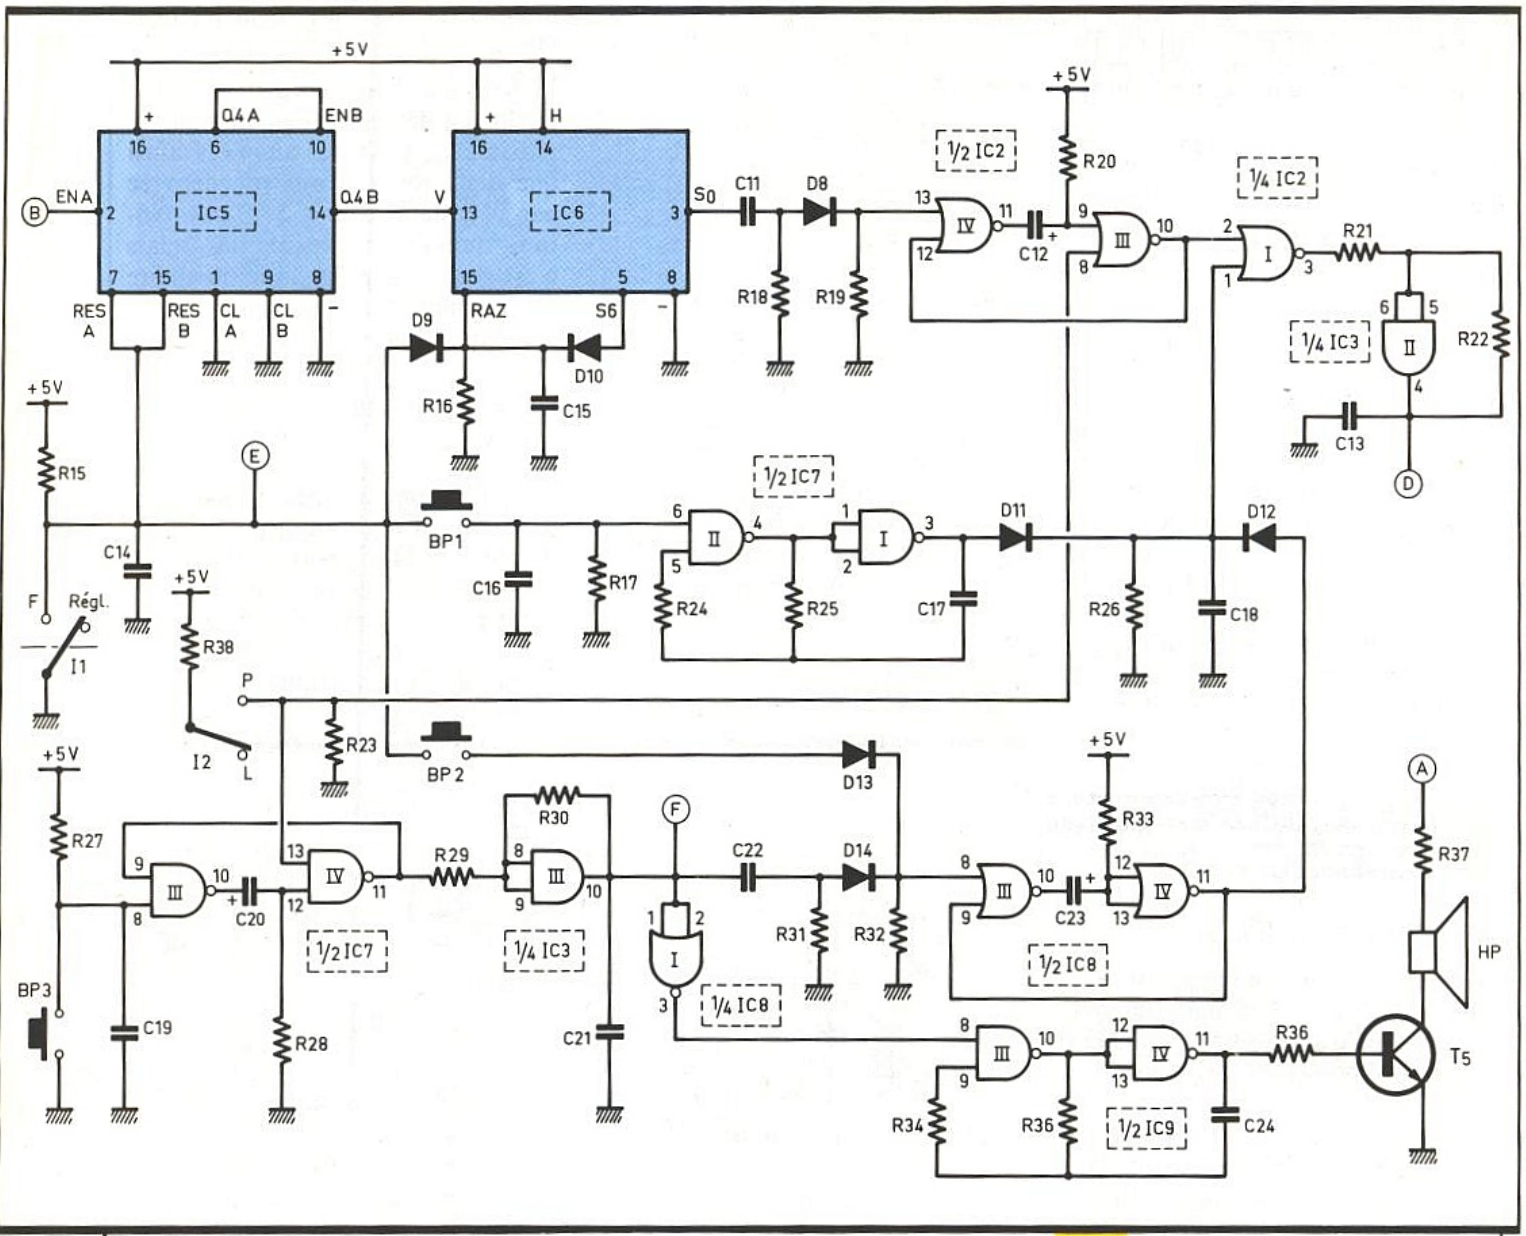 +5V
+
Q4A
ENB
+
H
16
6
10
16
14
B
ENA
2
IC5
14
Q4B
V
13
IC6
3
S0
7
15
1
9
8
15
5
8
RES A
RES B
CL A
CL B
-
RAZ
S6
-
C11
D8
R18
R19
1/2 IC2
13
12
IV
11
C12
+
+5V
R20
9
8
III
10
1/4 IC2
2
1
I
3
R21
6
5
II
4
1/4 IC3
R22
C13
D
D9
D10
R16
C15
+5V
R15
E
C14
F
Régl.
I1
BP1
C16
R17
1/2 IC7
6
5
II
4
1
2
I
3
R24
R25
C17
D11
D12
R26
C18
+5V
R38
P
I2
L
R23
BP2
D13
+5V
R27
9
8
III
10
+
C20
13
12
IV
11
1/2 IC7
R28
BP3
C19
R29
R30
8
9
III
10
1/4 IC3
C21
F
1
2
I
3
1/4 IC8
C22
D14
R31
R32
8
9
III
10
C23
+
+5V
R33
12
13
IV
11
1/2 IC8
8
9
III
10
12
13
IV
11
R34
R36
1/2 IC9
C24
R36
A
R37
HP
T5